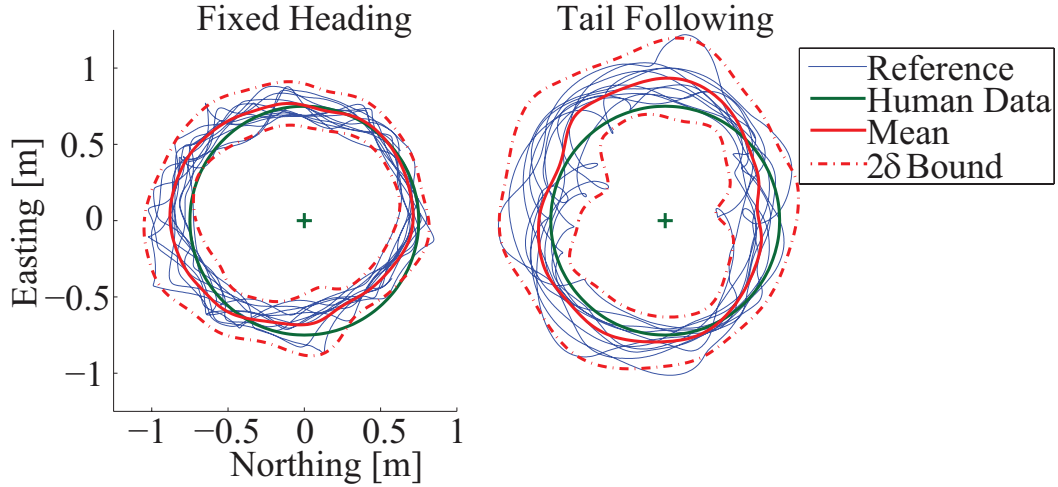 Fixed Heading
Tail Following
Reference
Human Data
Mean
2δ Bound
Easting [m]
1
0.5
0
−0.5
−1
−1 −0.5 0 0.5 1
Northing [m]